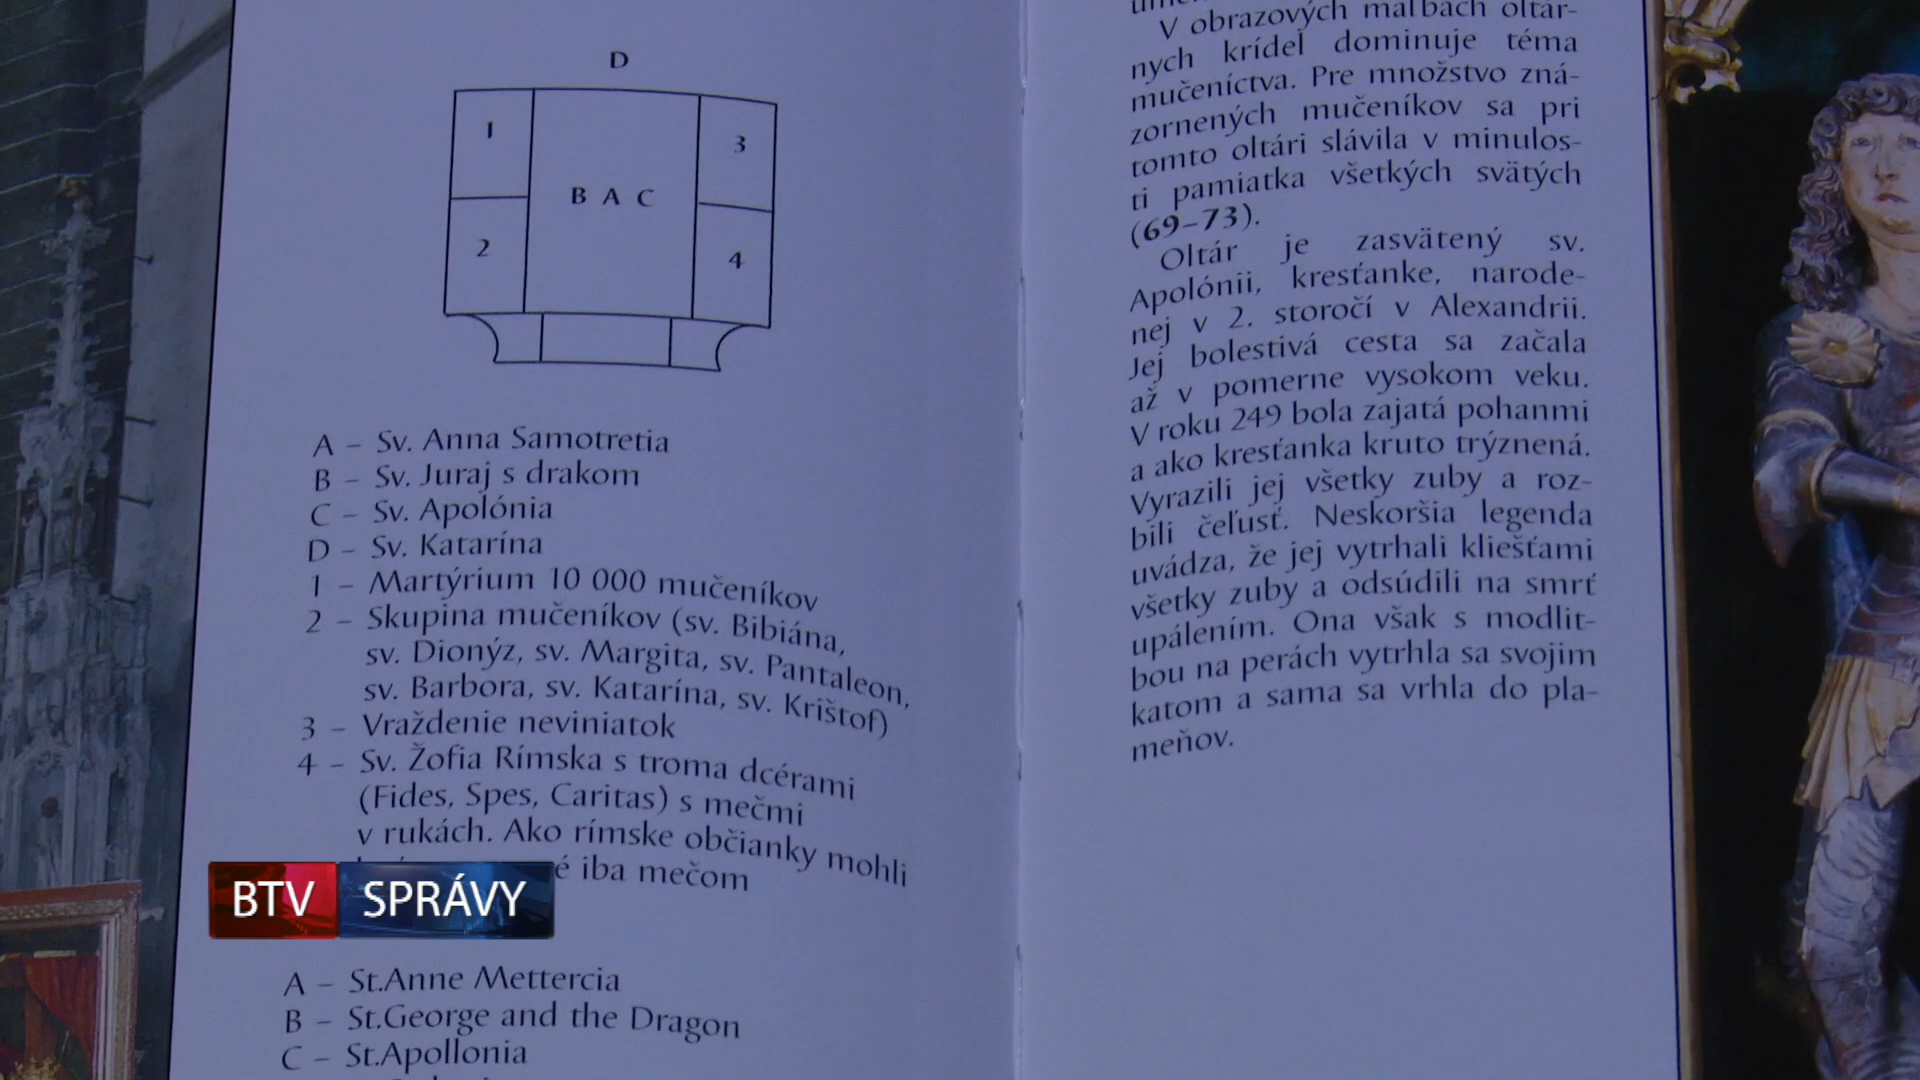 D
1
3
B A C
2
4
A – Sv. Anna Samotretia
B – Sv. Juraj s drakom
C – Sv. Apolónia
D – Sv. Katarína
1 – Martýrium 10 000 mučeníkov
2 – Skupina mučeníkov (sv. Bibiána,
sv. Dionýz, sv. Margita, sv. Pantaleon,
sv. Barbora, sv. Katarína, sv. Krištof)
3 – Vraždenie neviniatok
4 – Sv. Žofia Rímska s troma dcérami
(Fides, Spes, Caritas) s mečmi
v rukách. Ako rímske občianky mohli
iba mečom
BTV SPRÁVY
A – St.Anne Mettercia
B – St.George and the Dragon
C – St.Apollonia
V obrazových maľbách oltár-
nych krídel dominuje téma
mučeníctva. Pre množstvo zná-
zornených mučeníkov sa pri
tomto oltári slávila v minulos-
ti pamiatka všetkých svätých
(69–73).
Oltár je zasvätený sv.
Apolónii, kresťanke, narode-
nej v 2. storočí v Alexandrii.
Jej bolestivá cesta sa začala
až v pomerne vysokom veku.
V roku 249 bola zajatá pohanmi
a ako kresťanka kruto trýznená.
Vyrazili jej všetky zuby a roz-
bili čeľusť. Neskoršia legenda
uvádza, že jej vytrhali kliešťami
všetky zuby a odsúdili na smrť
upálením. Ona však s modlit-
bou na perách vytrhla sa svojim
katom a sama sa vrhla do pla-
meňov.